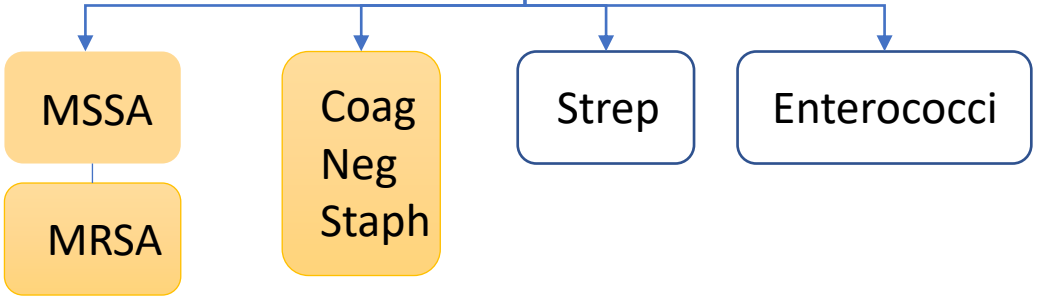 MSSA
MRSA
Coag
Neg
Staph
Strep
Enterococci